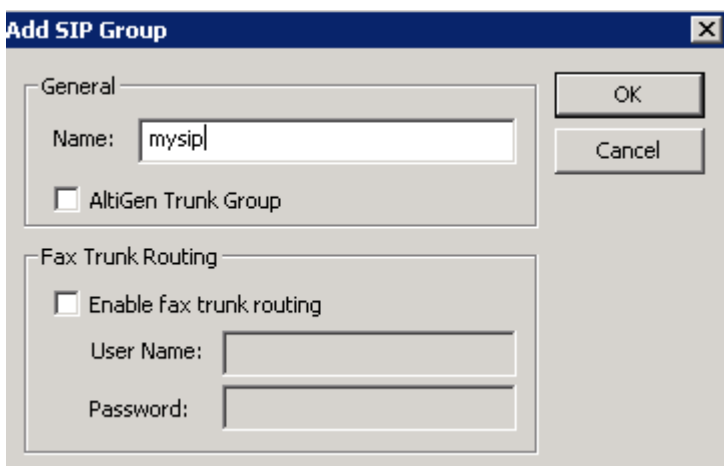 Add SIP Group
General
Name: mysip
AltiGen Trunk Group
OK
Cancel
Fax Trunk Routing
Enable fax trunk routing
User Name:
Password: